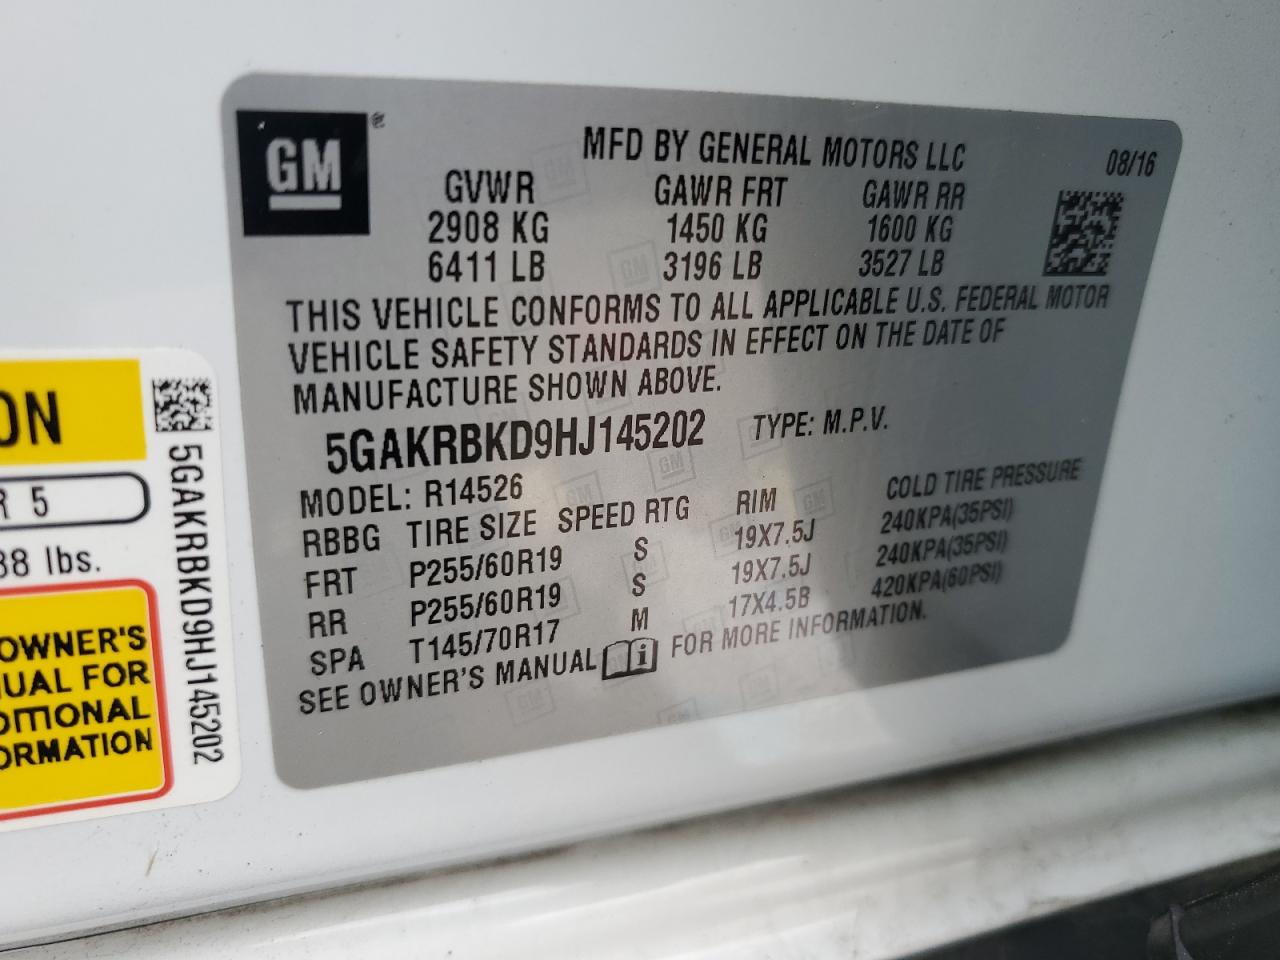 GM
®
MFD BY GENERAL MOTORS LLC
08/16
GVWR GAWR FRT GAWR RR
2908 KG 1450 KG 1600 KG
6411 LB 3196 LB 3527 LB
THIS VEHICLE CONFORMS TO ALL APPLICABLE U.S. FEDERAL MOTOR
VEHICLE SAFETY STANDARDS IN EFFECT ON THE DATE OF
MANUFACTURE SHOWN ABOVE.
5GAKRBKD9HJ145202 TYPE: M.P.V.
MODEL: R14526
RBBG TIRE SIZE SPEED RTG RIM COLD TIRE PRESSURE
FRT P255/60R19 S 19X7.5J 240KPA(35PSI)
RR P255/60R19 S 19X7.5J 240KPA(35PSI)
SPA T145/70R17 M 17X4.5B 420KPA(60PSI)
SEE OWNER'S MANUAL i FOR MORE INFORMATION.
ON
R 5
38 lbs.
OWNER'S
UAL FOR
DITIONAL
ORMATION
5GAKRBKD9HJ145202